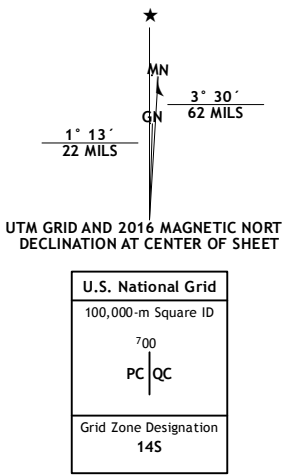 ★
MN
3° 30´
62 MILS
GN
1° 13´
22 MILS
UTM GRID AND 2016 MAGNETIC NORT
DECLINATION AT CENTER OF SHEET
U.S. National Grid
100,000-m Square ID
⁷00
PC QC
Grid Zone Designation
14S